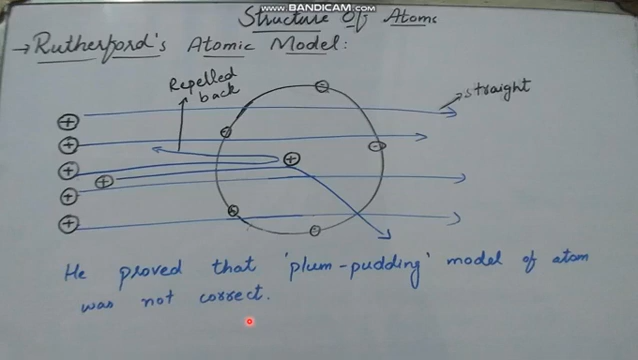 WWW.BANDICAM.COM
Structure Of Atoms
→ Rutherford's Atomic Model:
Repelled back
straight
He proved that 'plum-pudding' model of atom
was not correct.